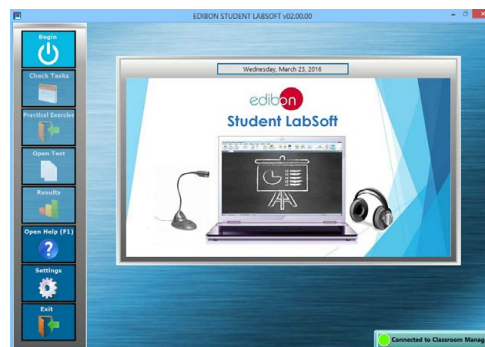 EDIBON STUDENT LABSOFT v02.00.00
Begin
Check Tasks
Practical Exercise
Open Test
Results
Open Help (F1)
Settings
Exit
Wednesday, March 23, 2016
edibon
Student LabSoft
Connected to Classroom Manag